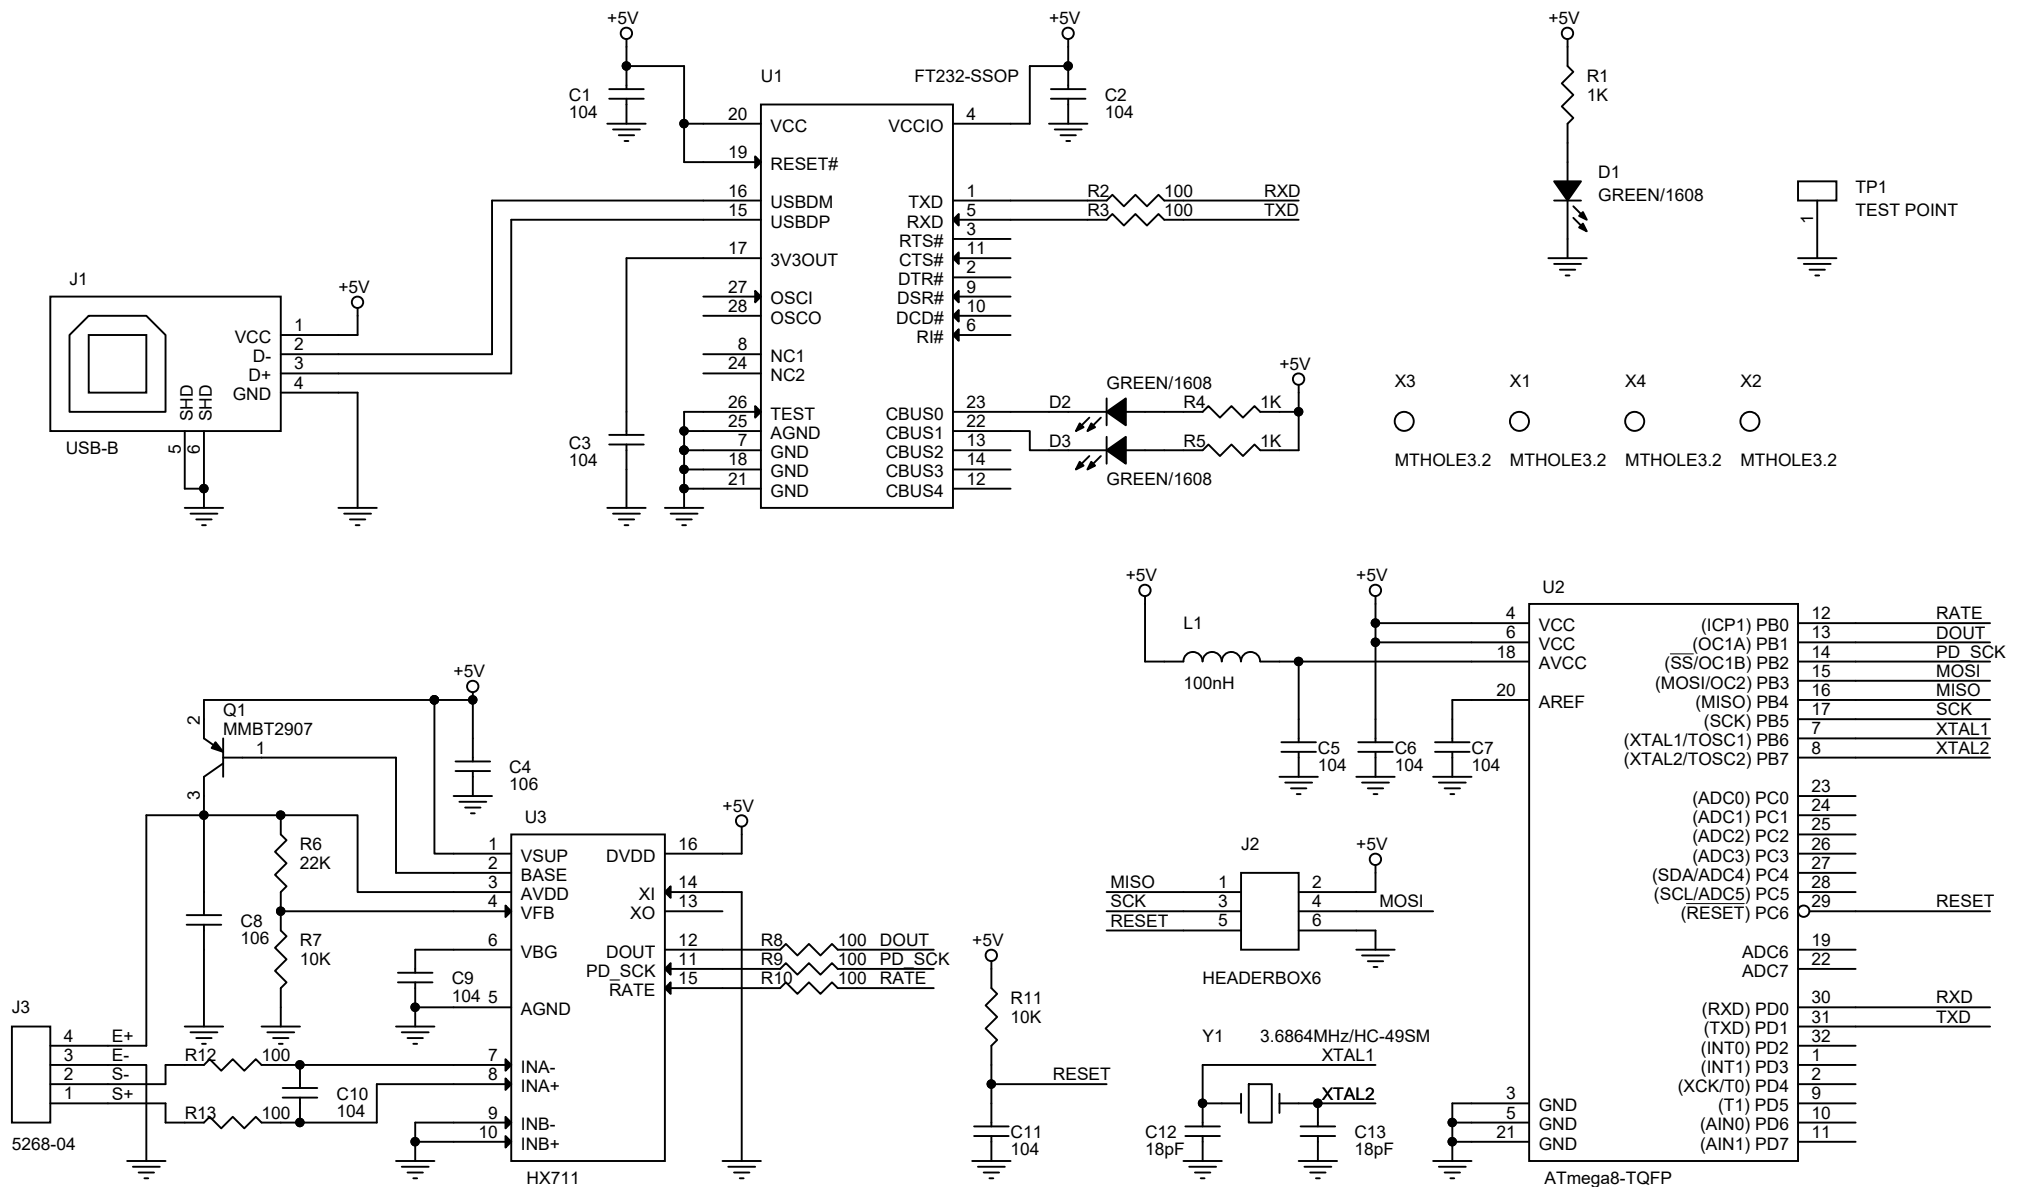 +5V
C1
104
U1
FT232-SSOP
+5V
C2
104
20 VCC VCCIO 4
19 RESET#
16 USBDM TXD 1 R2 100 RXD
15 USBDP RXD 5 R3 100 TXD
RTS# 3
17 3V3OUT CTS# 11
DTR# 2
27 OSCI DSR# 9
28 OSCO DCD# 10
RI# 6
8 NC1
24 NC2
26 TEST CBUS0 23
25 AGND CBUS1 22
7 GND CBUS2 13
18 GND CBUS3 14
21 GND CBUS4 12
C3
104
GREEN/1608
D2 R4 1K
+5V
D3 R5 1K
GREEN/1608
J1
+5V
VCC 1
D- 2
D+ 3
GND 4
SHD SHD
5 6
USB-B
+5V
R1
1K
D1
GREEN/1608
TP1
TEST POINT
1
X3 X1 X4 X2
MTHOLE3.2 MTHOLE3.2 MTHOLE3.2 MTHOLE3.2
+5V
2
Q1
MMBT2907
1
3
C4
106
U3
+5V
R6
22K
1 VSUP DVDD 16
2 BASE
3 AVDD XI 14
4 VFB XO 13
6 VBG DOUT 12 R8 100 DOUT
PD_SCK 11 R9 100 PD_SCK
RATE 15 R10 100 RATE
5 AGND
7 INA-
8 INA+
9 INB-
10 INB+
HX711
C8
106
R7
10K
C9
104
J3
4 E+
3 E-
2 S-
1 S+
5268-04
R12 100
C10
104
R13 100
+5V
R11
10K
RESET
C11
104
+5V
L1
100nH
+5V
C5
104
C6
104
C7
104
J2
+5V
MISO 1 2
SCK 3 4 MOSI
RESET 5 6
HEADERBOX6
Y1 3.6864MHz/HC-49SM
XTAL1
XTAL2
C12
18pF
C13
18pF
U2
4 VCC (ICP1) PB0 12 RATE
6 VCC (OC1A) PB1 13 DOUT
18 AVCC (SS/OC1B) PB2 14 PD_SCK
(MOSI/OC2) PB3 15 MOSI
20 AREF (MISO) PB4 16 MISO
(SCK) PB5 17 SCK
(XTAL1/TOSC1) PB6 7 XTAL1
(XTAL2/TOSC2) PB7 8 XTAL2
(ADC0) PC0 23
(ADC1) PC1 24
(ADC2) PC2 25
(ADC3) PC3 26
(SDA/ADC4) PC4 27
(SCL/ADC5) PC5 28
(RESET) PC6 29 RESET
ADC6 19
ADC7 22
(RXD) PD0 30 RXD
(TXD) PD1 31 TXD
(INT0) PD2 32
(INT1) PD3 1
(XCK/T0) PD4 2
3 GND (T1) PD5 9
5 GND (AIN0) PD6 10
21 GND (AIN1) PD7 11
ATmega8-TQFP